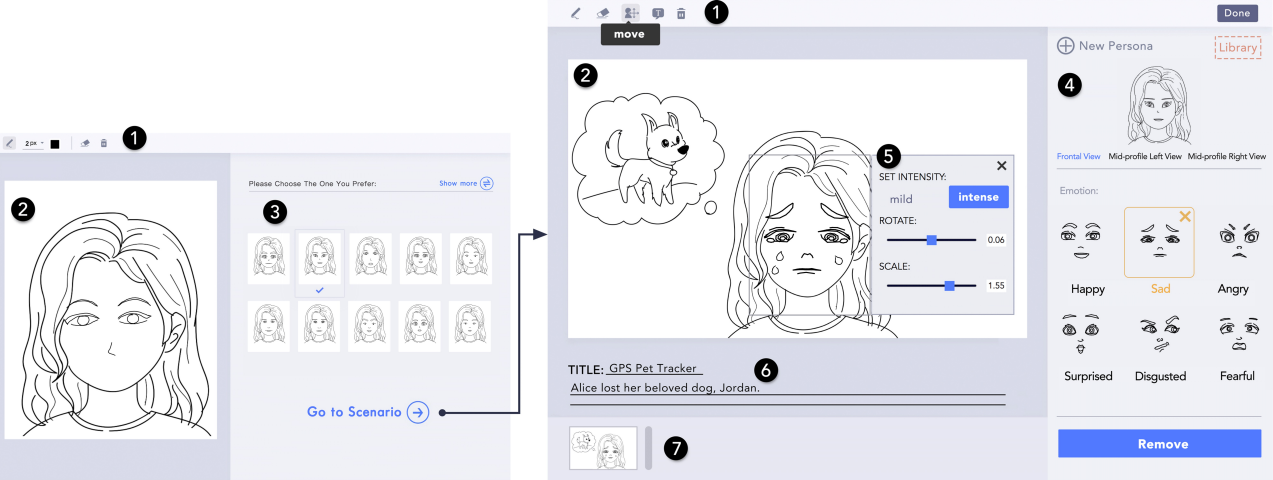 1
2px
2
Please Choose The One You Prefer:
Show more
3
Go to Scenario
1
move
Done
2
T
New Persona
Library
4
Frontal View
Mid-profile Left View
Mid-profile Right View
5
SET INTENSITY:
mild
intense
ROTATE:
0.06
SCALE:
1.55
Emotion:
Happy
Sad
Angry
Surprised
Disgusted
Fearful
TITLE: GPS Pet Tracker
6
Alice lost her beloved dog, Jordan.
7
Remove